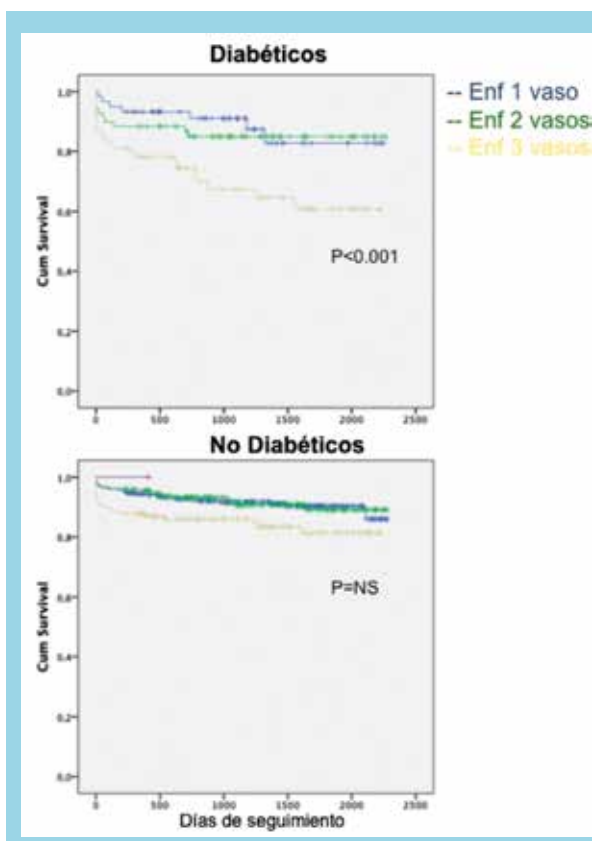 Diabéticos
-- Enf 1 vaso
-- Enf 2 vasos
-- Enf 3 vasos
Cum Survival
1,0
0,8
0,6
0,4
0,2
0,0
P<0.001
0 500 1000 1500 2000 2500
No Diabéticos
Cum Survival
1,0
0,8
0,6
0,4
0,2
0,0
P=NS
0 500 1000 1500 2000 2500
Días de seguimiento